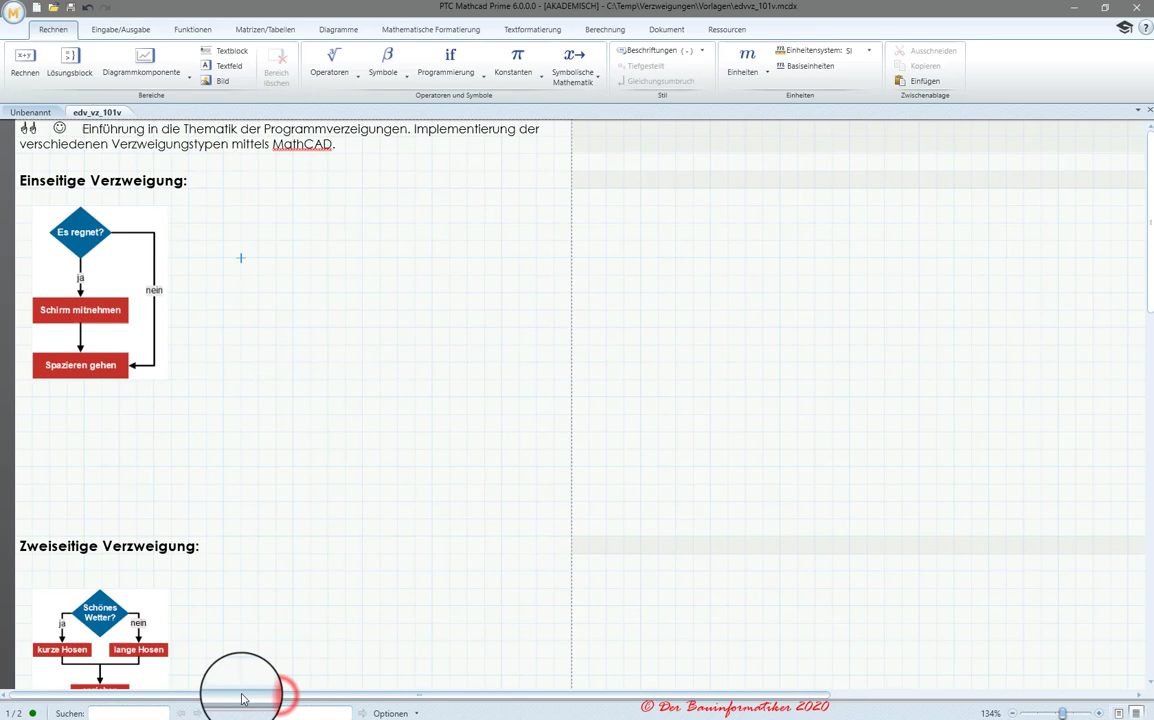 PTC Mathcad Prime 6.0.0.0 - [AKADEMISCH] - C:\Temp\Verzweigungen\Vorlagen\edvvz_101v.mcdx
Rechnen Eingabe/Ausgabe Funktionen Matrizen/Tabellen Diagramme Mathematische Formatierung Textformatierung Berechnung Dokument Ressourcen
Rechnen
Lösungsblock
Diagrammkomponente
Textblock
Textfeld
Bild
Bereich
löschen
Bereiche
Operatoren
Symbole
if
Programmierung
Konstanten
Symbolische
Mathematik
Operatoren und Symbole
Beschriftungen ( - )
Tiefgestellt
Gleichungsumbruch
Stil
Einheiten
Einheitensystem: SI
Basiseinheiten
Einheiten
Ausschneiden
Kopieren
Einfügen
Zwischenablage
Unbenannt edv_vz_101v
Einführung in die Thematik der Programmverzeigungen. Implementierung der
verschiedenen Verzweigungstypen mittels MathCAD.
Einseitige Verzweigung:
Es regnet?
ja
nein
Schirm mitnehmen
Spazieren gehen
Zweiseitige Verzweigung:
Schönes
Wetter?
ja
nein
kurze Hosen
lange Hosen
1 / 2 Suchen: Optionen
© Der Bauinformatiker 2020
134%